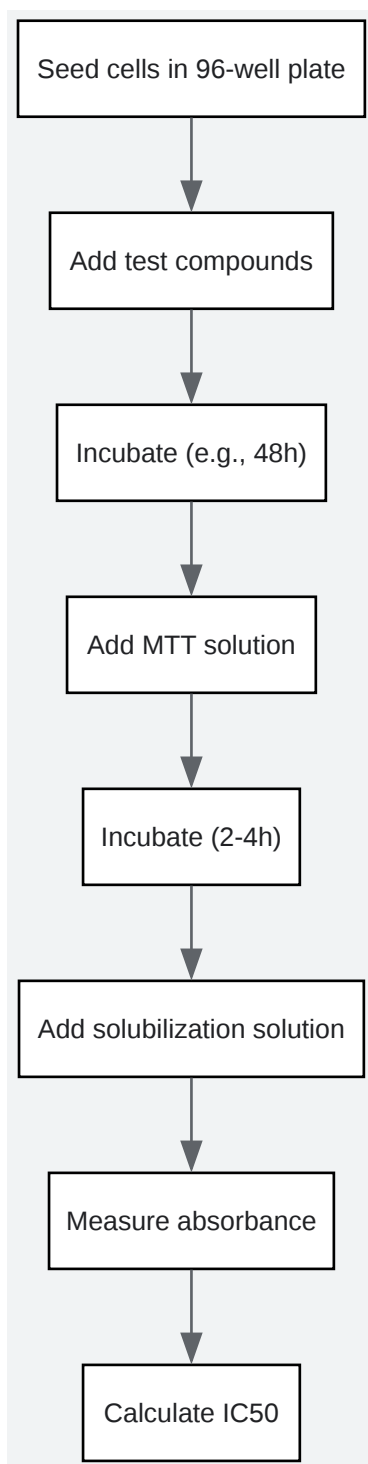 Seed cells in 96-well plate
Add test compounds
Incubate (e.g., 48h)
Add MTT solution
Incubate (2-4h)
Add solubilization solution
Measure absorbance
Calculate IC50